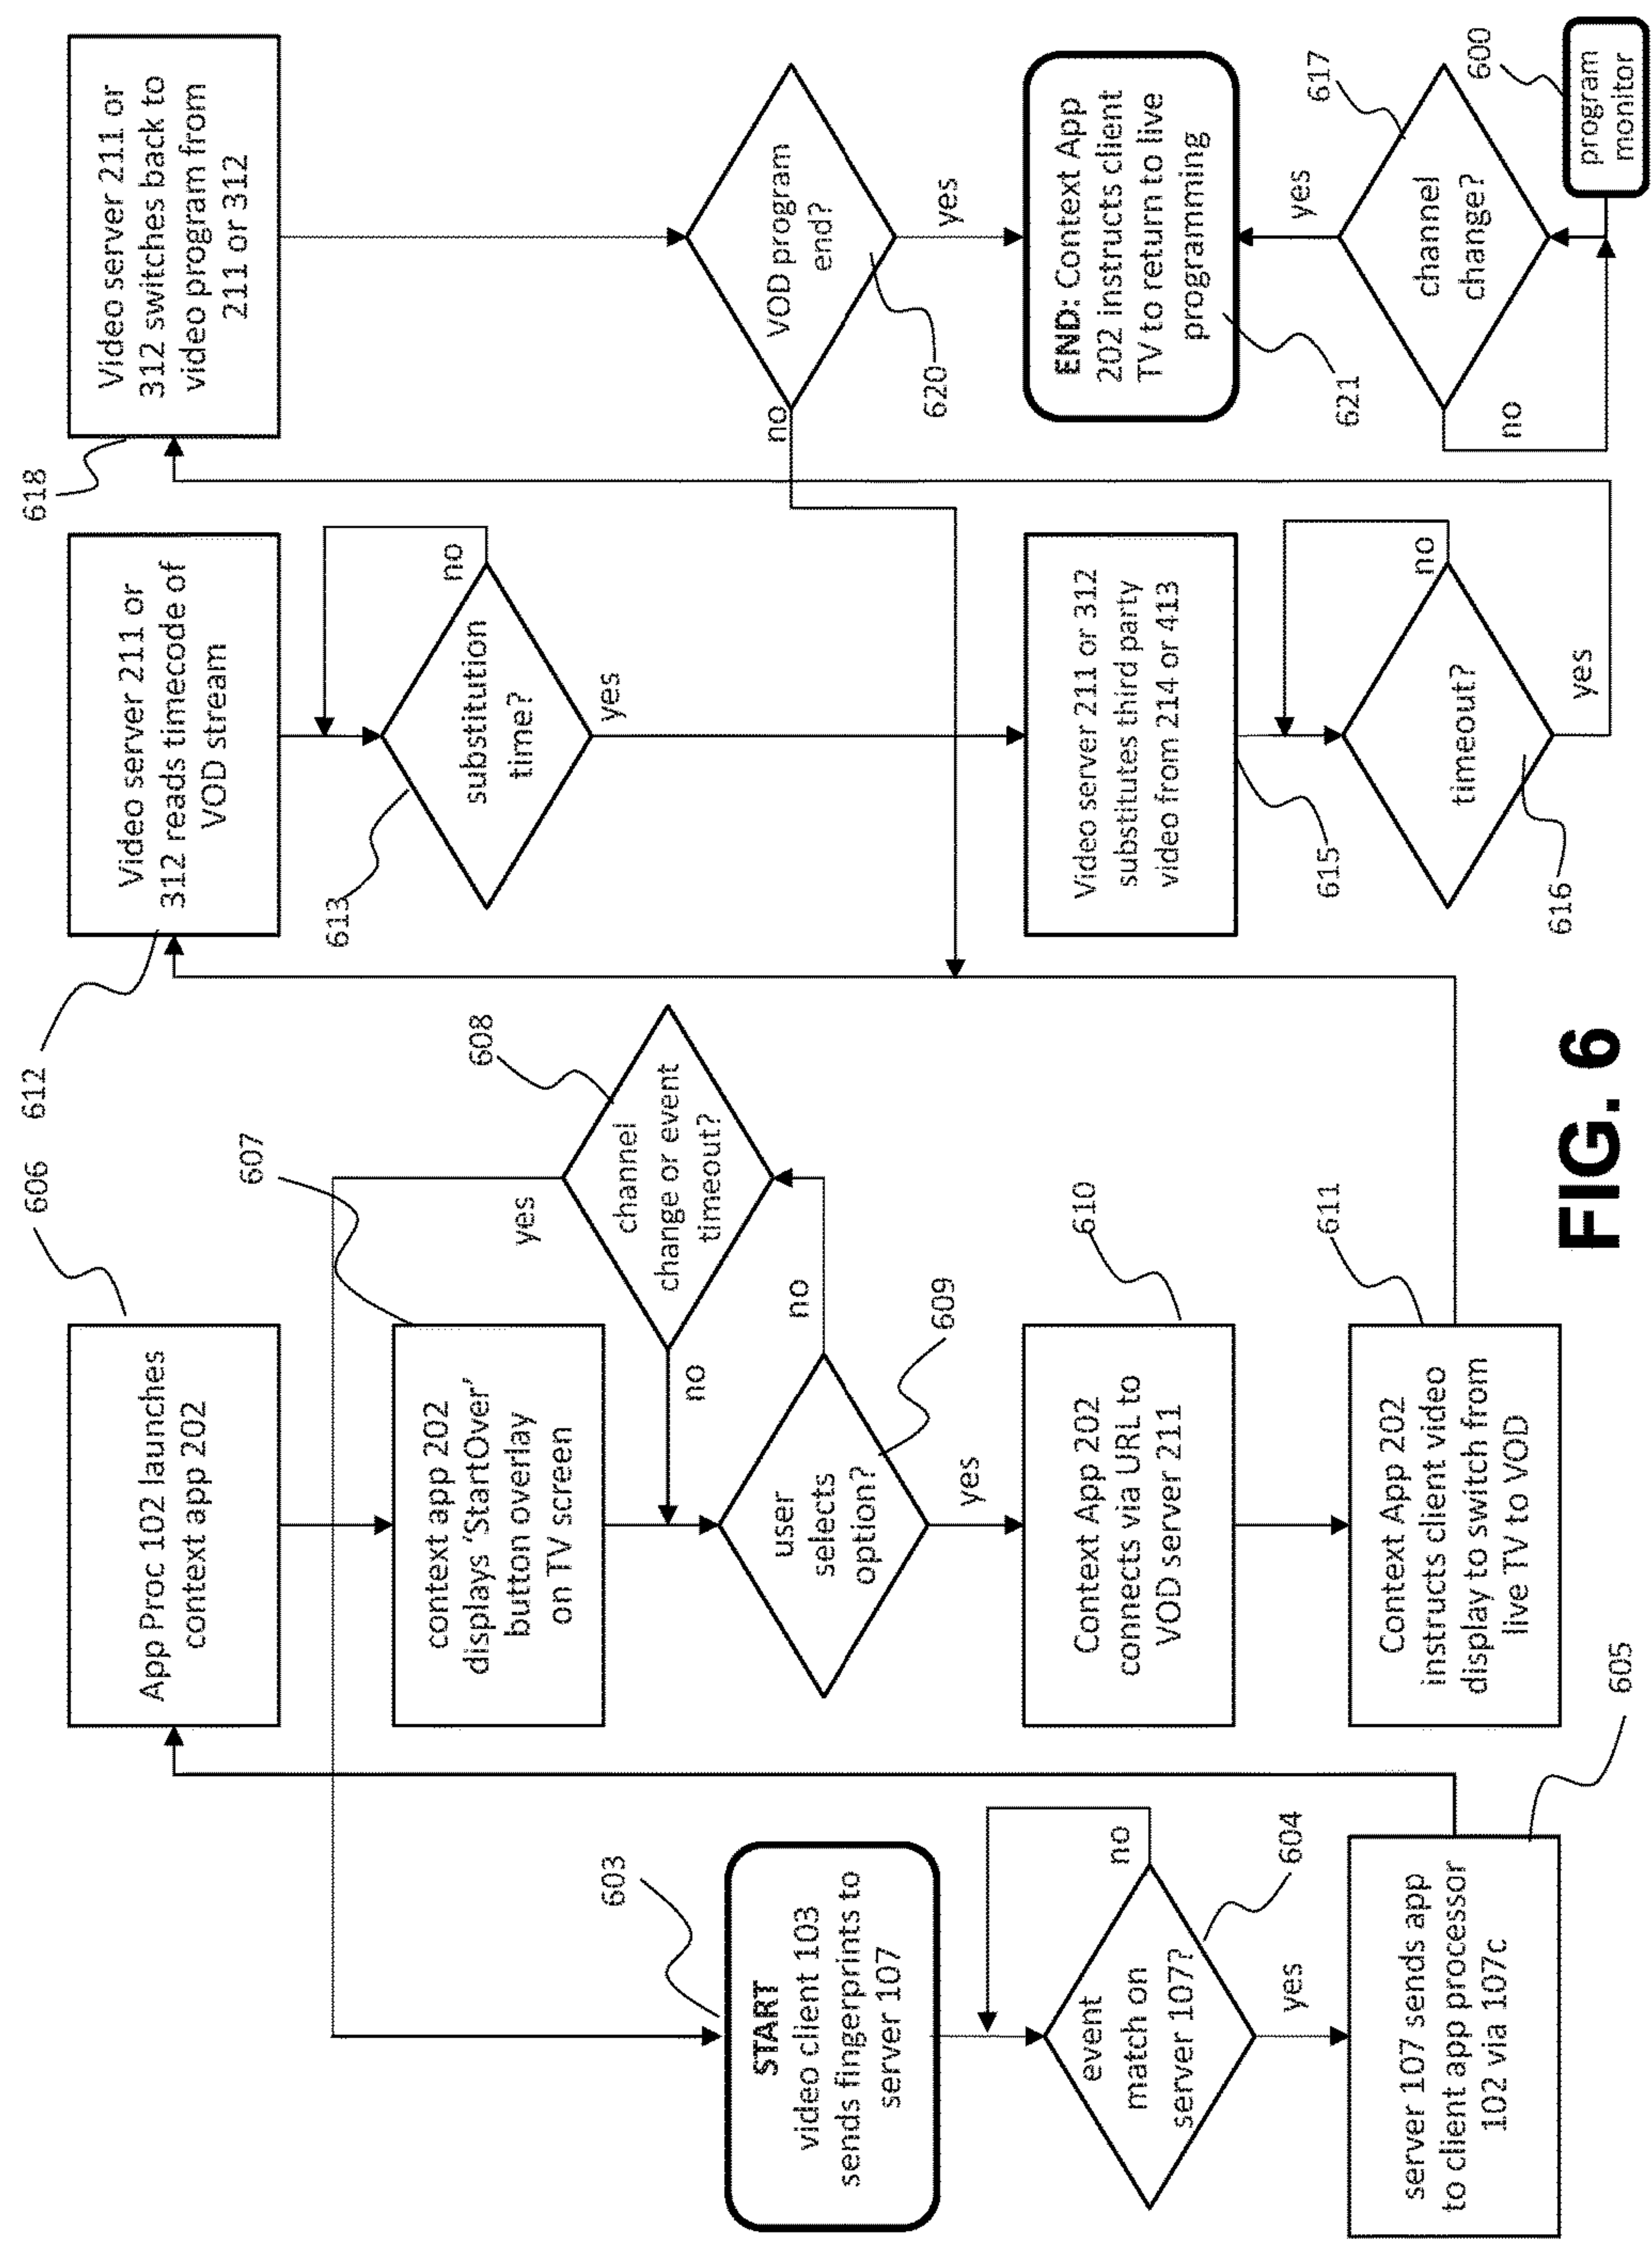 603
START
video client 103
sends fingerprints to
server 107
event
match on
server 107?
no
604
yes
server 107 sends app
to client app processor
102 via 107c
605
606
App Proc 102 launches
context app 202
607
context app 202
displays 'StartOver'
button overlay
on TV screen
608
channel
change or event
timeout?
yes
no
user
selects
option?
no
609
yes
Context App 202
connects via URL to
VOD server 211
610
Context App 202
instructs client video
display to switch from
live TV to VOD
611
612
Video server 211 or
312 reads timecode of
VOD stream
substitution
time?
no
613
yes
Video server 211 or 312
substitutes third party
video from 214 or 413
615
timeout?
no
616
yes
618
Video server 211 or
312 switches back to
video program from
211 or 312
VOD program
end?
no
620
yes
END: Context App
202 instructs client
TV to return to live
programming
621
yes
617
channel
change?
no
600
program
monitor
FIG. 6